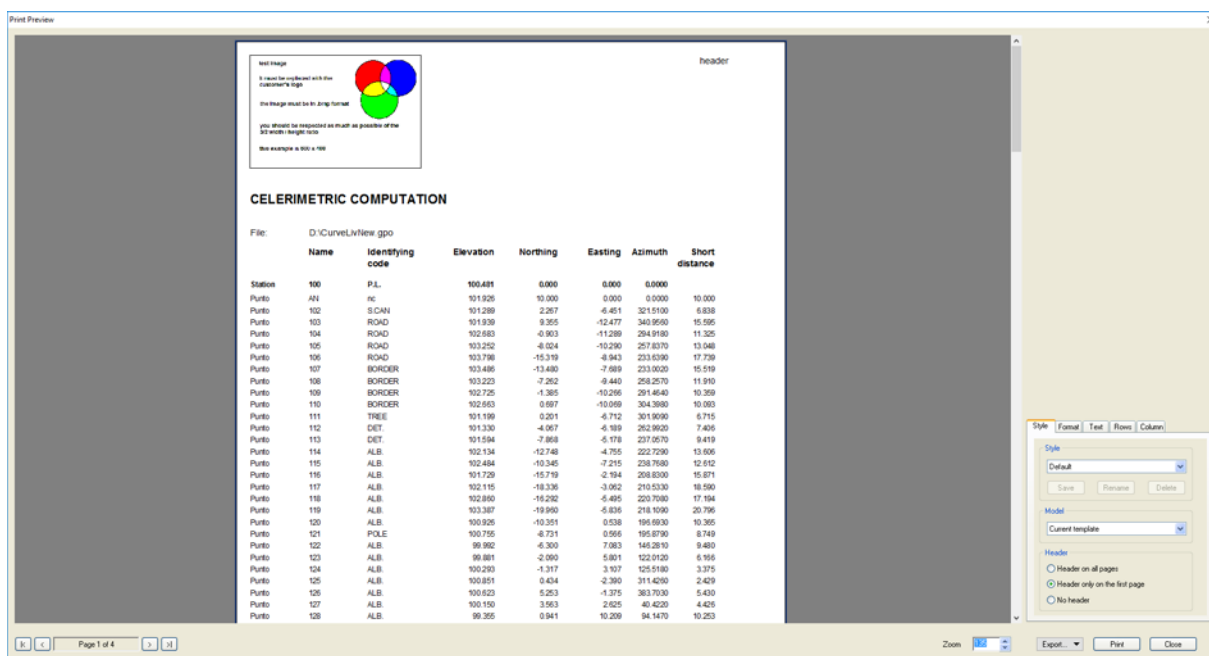 Print Preview
test image
it must be replaced with the
customer's logo
the image must be in .bmp format
you should be respected as much as possible of the
3/2 width / height ratio
this example is 600 x 400
header
CELERIMETRIC COMPUTATION
File: D:\CurveLivNew.gpo
Name Identifying code Elevation Northing Easting Azimuth Short distance
Station 100 P.L. 100.481 0.000 0.000 0.0000
Punto AN nc 101.926 10.000 0.000 0.0000 10.000
Punto 102 S.CAN 101.289 2.267 -6.451 321.5100 6.838
Punto 103 ROAD 101.939 9.355 -12.477 340.9560 15.595
Punto 104 ROAD 102.683 -0.903 -11.289 294.9180 11.325
Punto 105 ROAD 103.252 -8.024 -10.290 257.8370 13.048
Punto 106 ROAD 103.798 -15.319 -8.943 233.6390 17.739
Punto 107 BORDER 103.486 -13.480 -7.689 233.0020 15.519
Punto 108 BORDER 103.223 -7.262 -9.440 258.2570 11.910
Punto 109 BORDER 102.725 -1.385 -10.266 291.4640 10.359
Punto 110 BORDER 102.663 0.697 -10.069 304.3980 10.093
Punto 111 TREE 101.199 0.201 -6.712 301.9090 6.715
Punto 112 DET. 101.330 -4.067 -6.189 262.9920 7.406
Punto 113 DET. 101.594 -7.868 -5.178 237.0570 9.419
Punto 114 ALB. 102.134 -12.748 -4.755 222.7290 13.606
Punto 115 ALB. 102.484 -10.345 -7.215 238.7680 12.612
Punto 116 ALB. 101.729 -15.719 -2.194 208.8300 15.871
Punto 117 ALB. 102.115 -18.336 -3.062 210.5330 18.590
Punto 118 ALB. 102.860 -16.292 -5.495 220.7080 17.194
Punto 119 ALB. 103.387 -19.960 -5.836 218.1090 20.796
Punto 120 ALB. 100.926 -10.351 0.538 196.6930 10.365
Punto 121 POLE 100.755 -8.731 0.566 195.8790 8.749
Punto 122 ALB. 99.992 -6.300 7.083 146.2810 9.480
Punto 123 ALB. 99.881 -2.090 5.801 122.0120 6.166
Punto 124 ALB. 100.293 -1.317 3.107 125.5180 3.375
Punto 125 ALB. 100.851 0.434 -2.390 311.4260 2.429
Punto 126 ALB. 100.623 5.253 -1.375 383.7030 5.430
Punto 127 ALB. 100.150 3.563 2.625 40.4220 4.426
Punto 128 ALB. 99.355 0.941 10.209 94.1470 10.253
Style Format Text Rows Column
Style
Default
Save Rename Delete
Model
Current template
Header
Header on all pages
Header only on the first page
No header
Page 1 of 4
Zoom
Export... Print Close